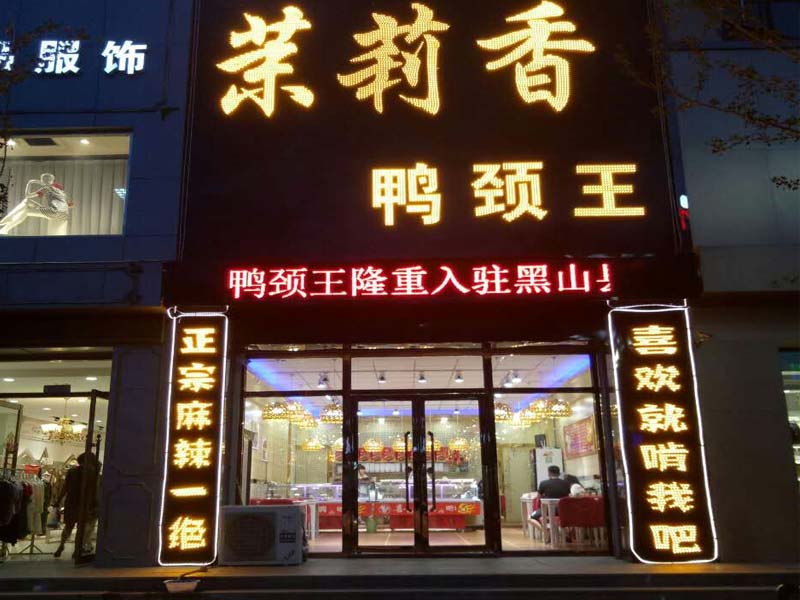 服饰
茉莉香
鸭颈王
鸭颈王隆重入驻黑山
正宗麻辣一绝
喜欢就啃我吧